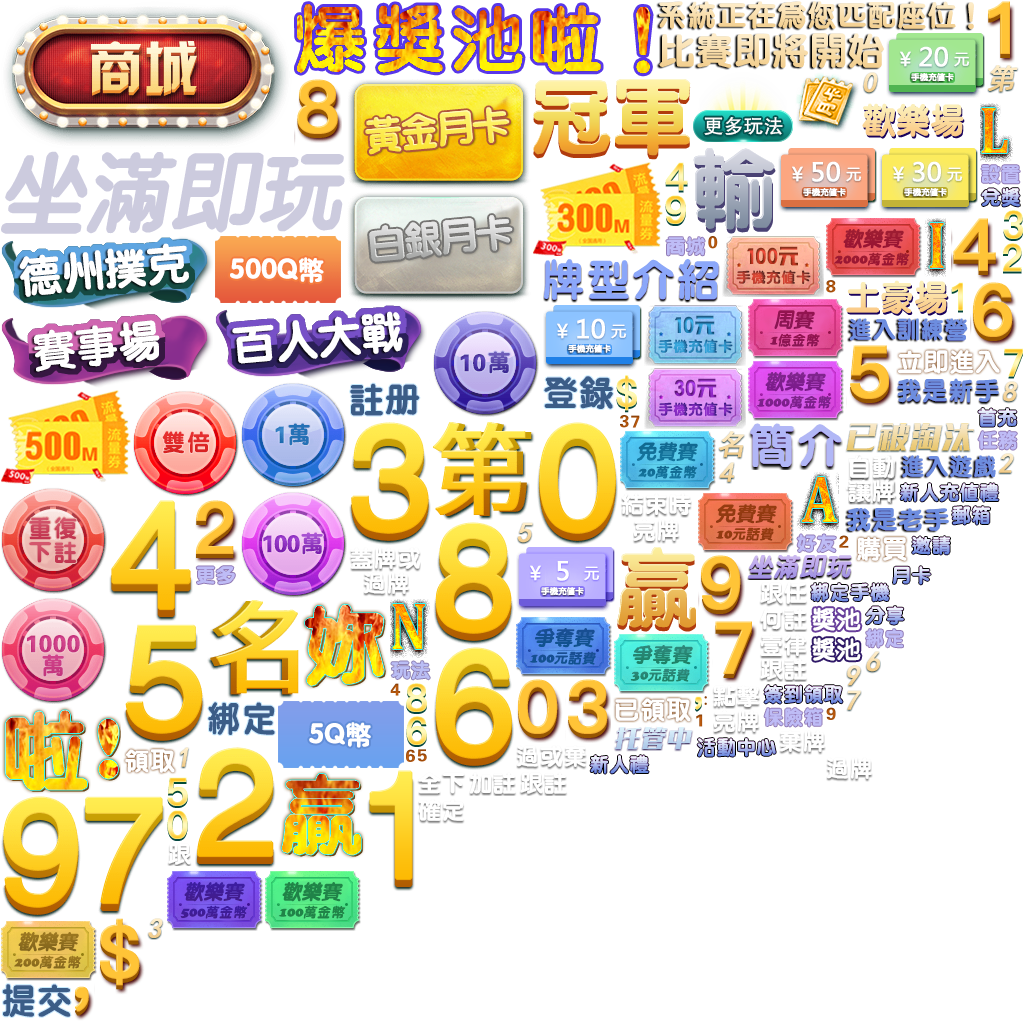 商城
爆獎池啦！
系統正在為您匹配座位！
比賽即將開始
1
第
0
¥ 20 元
手機充值卡
8
黃金月卡
冠軍
更多玩法
歡樂場
L
設置
兌獎
坐滿即玩
白銀月卡
300M
流量券
300
4
9
輸
¥ 50 元
手機充值卡
¥ 30 元
手機充值卡
商城
0
100元
手機充值卡
8
歡樂賽
2000萬金幣
I
4
3
2
德州撲克
500Q幣
牌型介紹
土豪場
1
6
進入訓練營
賽事場
百人大戰
10萬
¥ 10 元
手機充值卡
10元
手機充值卡
周賽
1億金幣
5
立即進入
7
我是新手
8
註册
登錄
$
37
30元
手機充值卡
歡樂賽
1000萬金幣
500M
流量券
500
雙倍
1萬
3
第
0
免費賽
20萬金幣
名
4
簡介
已被淘汰
首充
任務
2
自動
讓牌
進入游戲
新人充值禮
重復
下註
4
2
更多
100萬
蓋牌或
過牌
8
5
結束時
亮牌
免費賽
10元話費
A
好友
2
我是老手
郵箱
購買
邀請
¥ 5 元
手機充值卡
贏
9
坐滿即玩
月卡
跟任
何註
綁定手機
獎池
分享
1000
萬
5
名
妳
N
玩法
4
6
爭奪賽
100元話費
爭奪賽
30元話費
7
壹律
跟註
獎池
綁定
6
9
7
啦！
綁定
5Q幣
8
6
65
0
3
已領取
,
1
點擊
亮牌
簽到領取
保險箱
9
領取
1
托管中
過或棄
新人禮
活動中心
棄牌
過牌
9
7
5
0
跟
2
贏
1
全下
加註
跟註
確定
歡樂賽
500萬金幣
歡樂賽
100萬金幣
歡樂賽
200萬金幣
$
3
提交
,